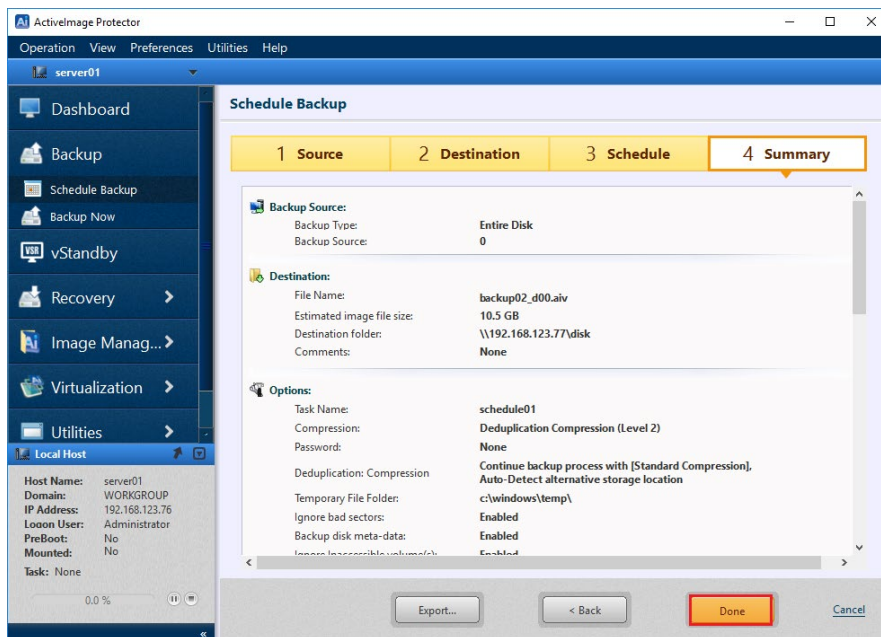 ActiveImage Protector
Operation View Preferences Utilities Help
server01
Dashboard
Backup
Schedule Backup
Backup Now
vStandby
Recovery
Image Manag...
Virtualization
Utilities
Local Host
Host Name: server01
Domain: WORKGROUP
IP Address: 192.168.123.76
Logon User: Administrator
PreBoot: No
Mounted: No
Task: None
0.0 %
Schedule Backup
1 Source 2 Destination 3 Schedule 4 Summary
Backup Source:
Backup Type: Entire Disk
Backup Source: 0
Destination:
File Name: backup02_d00.aiv
Estimated image file size: 10.5 GB
Destination folder: \\192.168.123.77\disk
Comments: None
Options:
Task Name: schedule01
Compression: Deduplication Compression (Level 2)
Password: None
Deduplication: Compression Continue backup process with [Standard Compression],
Auto-Detect alternative storage location
Temporary File Folder: c:\windows\temp\
Ignore bad sectors: Enabled
Backup disk meta-data: Enabled
Ignore Inaccessible volume(s): Enabled
Export... < Back Done Cancel